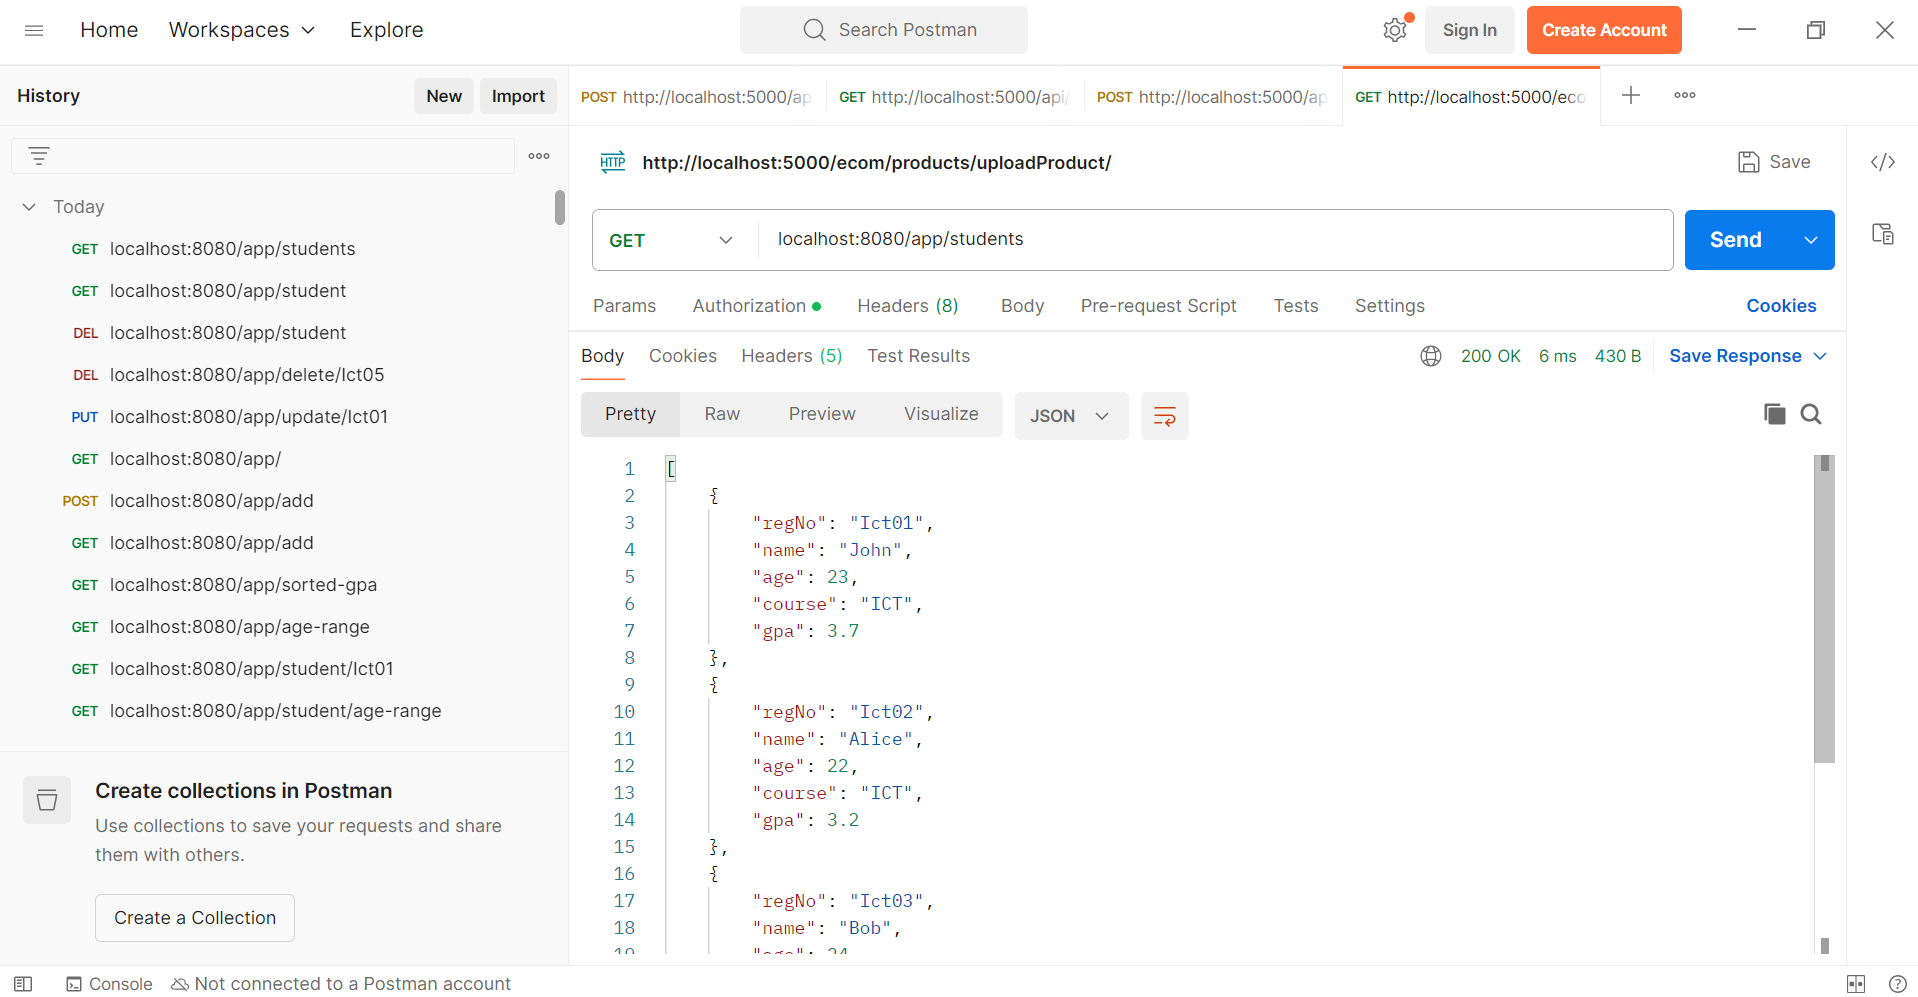 Home Workspaces Explore Search Postman Sign In Create Account
History New Import
POST http://localhost:5000/ap GET http://localhost:5000/api/ POST http://localhost:5000/ap GET http://localhost:5000/eco
Today
GET localhost:8080/app/students
GET localhost:8080/app/student
DEL localhost:8080/app/student
DEL localhost:8080/app/delete/Ict05
PUT localhost:8080/app/update/Ict01
GET localhost:8080/app/
POST localhost:8080/app/add
GET localhost:8080/app/add
GET localhost:8080/app/sorted-gpa
GET localhost:8080/app/age-range
GET localhost:8080/app/student/Ict01
GET localhost:8080/app/student/age-range
Create collections in Postman
Use collections to save your requests and share
them with others.
Create a Collection
HTTP http://localhost:5000/ecom/products/uploadProduct/ Save </>
GET localhost:8080/app/students Send
Params Authorization Headers (8) Body Pre-request Script Tests Settings Cookies
Body Cookies Headers (5) Test Results 200 OK 6 ms 430 B Save Response
Pretty Raw Preview Visualize JSON
1 [
2 {
3 "regNo": "Ict01",
4 "name": "John",
5 "age": 23,
6 "course": "ICT",
7 "gpa": 3.7
8 },
9 {
10 "regNo": "Ict02",
11 "name": "Alice",
12 "age": 22,
13 "course": "ICT",
14 "gpa": 3.2
15 },
16 {
17 "regNo": "Ict03",
18 "name": "Bob",
19 "age": 24
Console Not connected to a Postman account